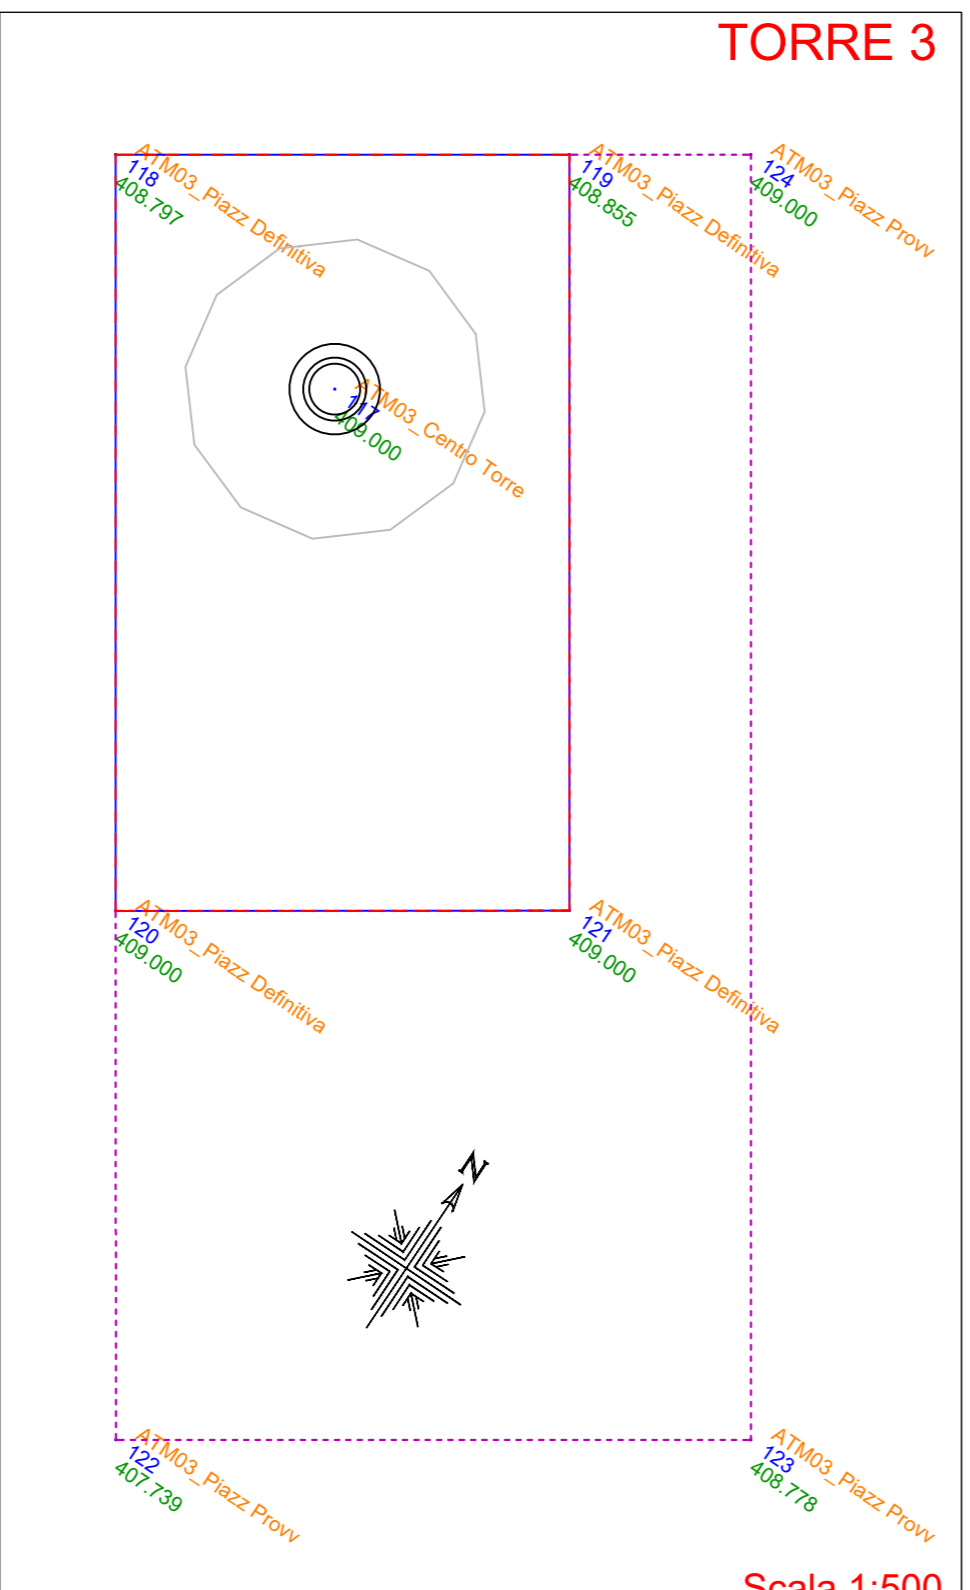 TORRE 3
ATM03_Piazz Definitiva
118
408.797
ATM03_Piazz Definitiva
119
408.855
ATM03_Piazz Provv
124
409.000
ATM03_Centro Torre
117
409.000
ATM03_Piazz Definitiva
120
409.000
ATM03_Piazz Definitiva
121
409.000
N
ATM03_Piazz Provv
122
407.739
ATM03_Piazz Provv
123
408.778
Scala 1:500